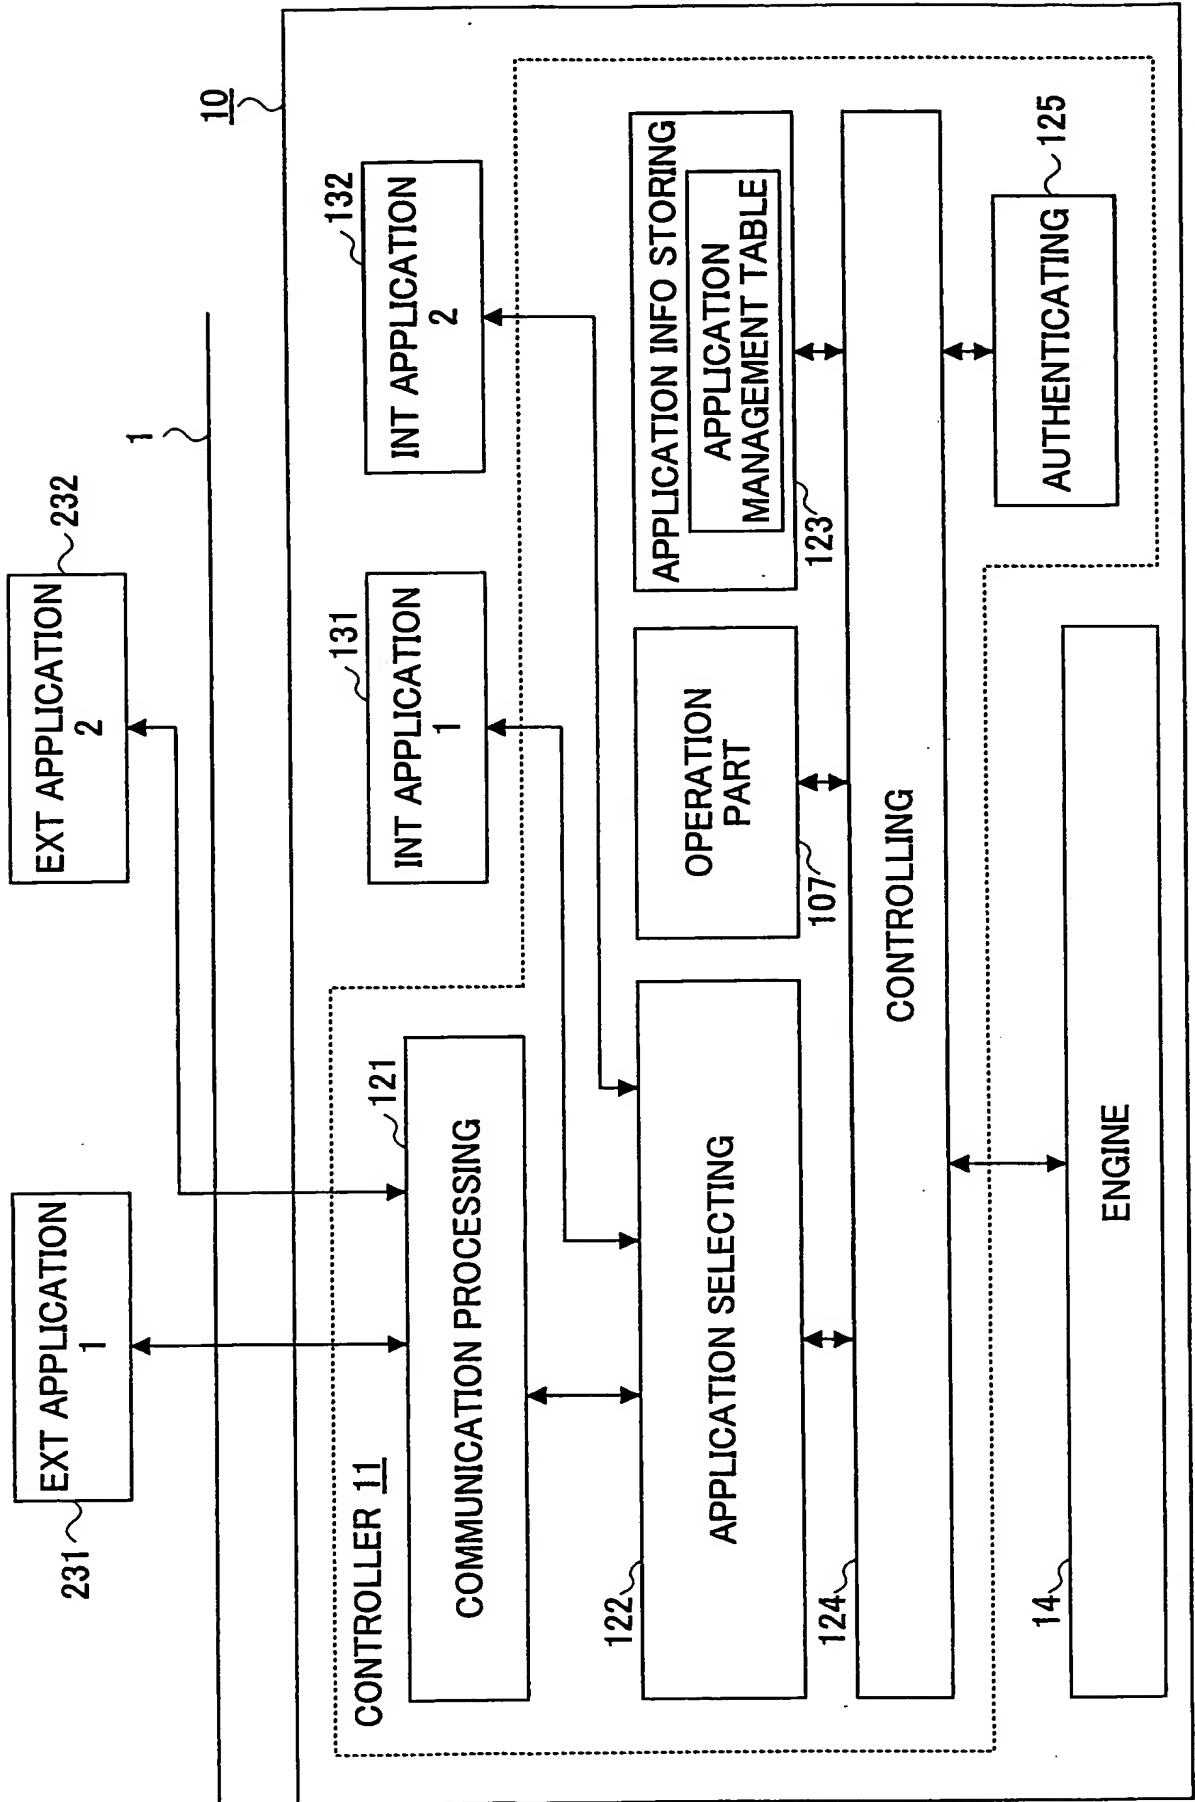 231
EXT APPLICATION
1
EXT APPLICATION
2
232
1
10
CONTROLLER 11
COMMUNICATION PROCESSING
121
INT APPLICATION
1
131
INT APPLICATION
2
132
122
APPLICATION SELECTING
OPERATION
PART
107
APPLICATION INFO STORING
APPLICATION
MANAGEMENT TABLE
123
124
CONTROLLING
AUTHENTICATING
125
14
ENGINE